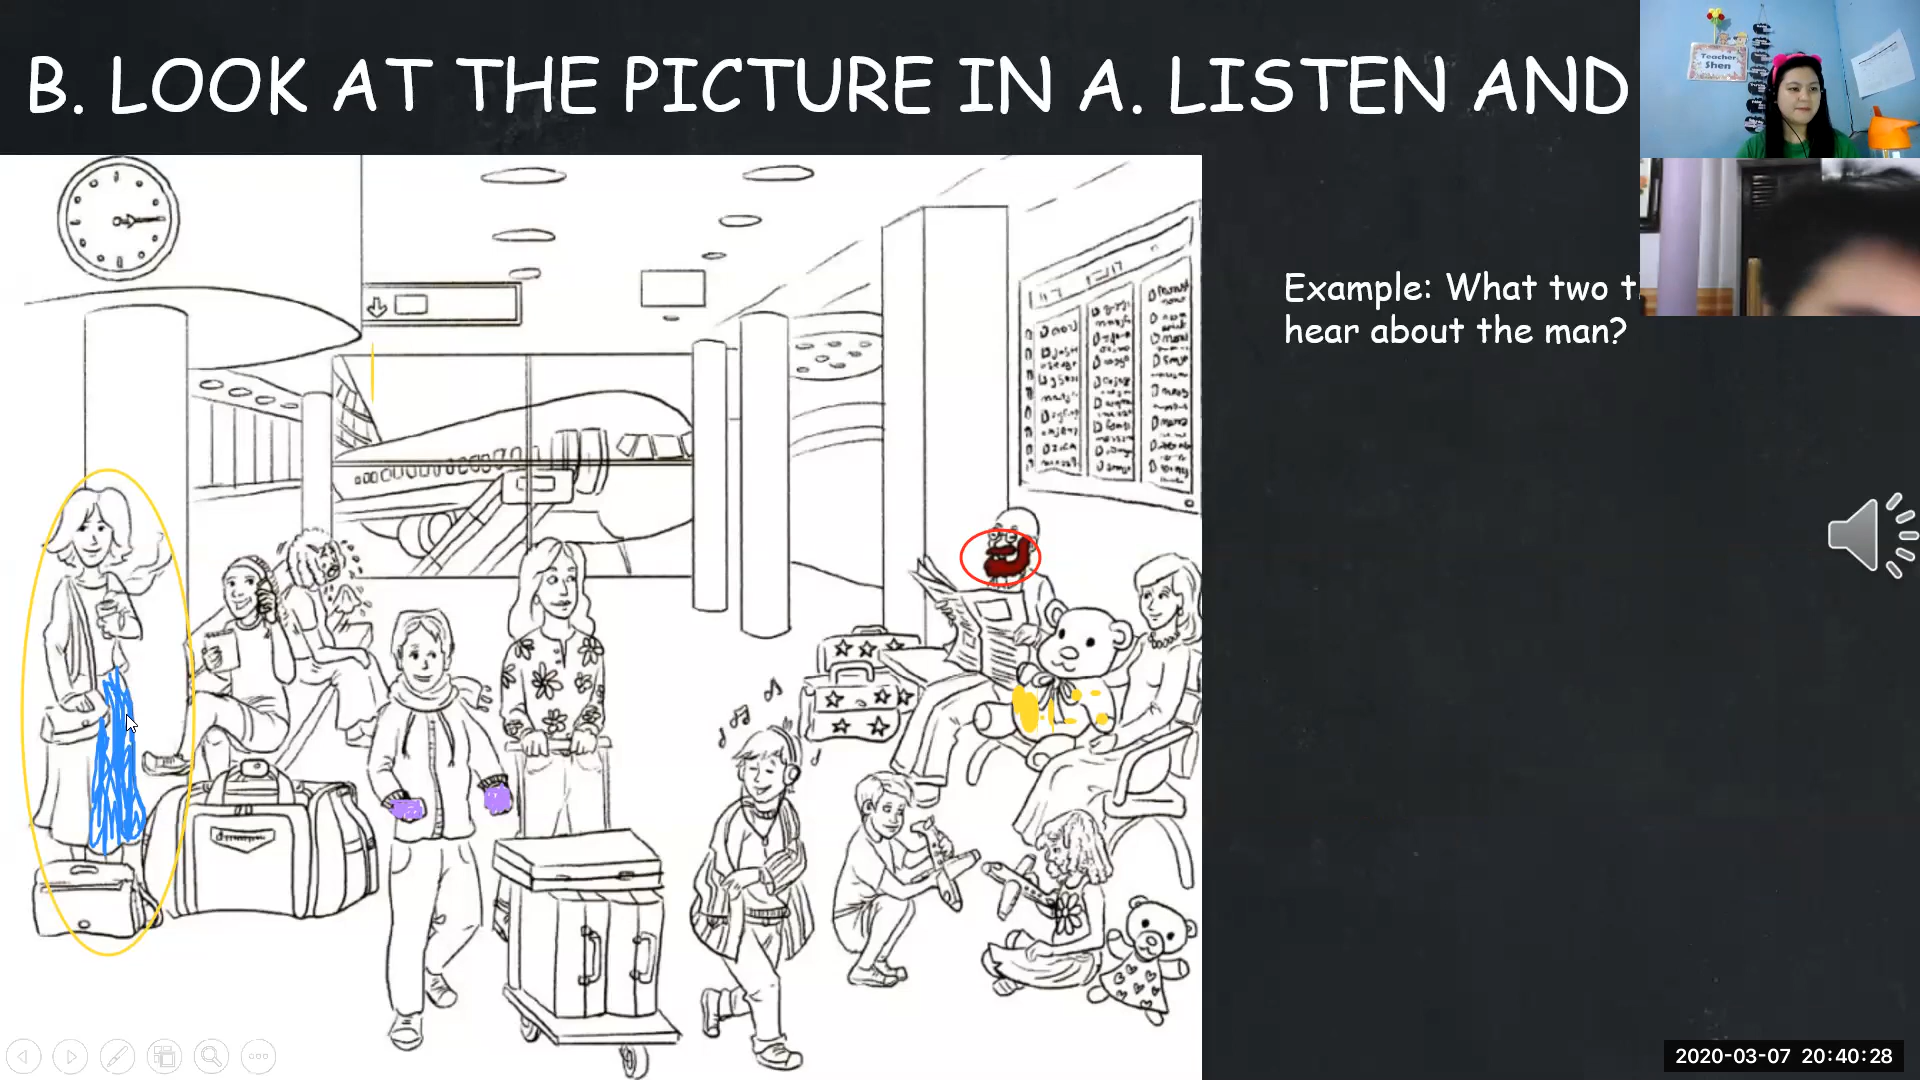 B. LOOK AT THE PICTURE IN A. LISTEN AND
Teacher
Shen
Example: What two
hear about the man?
2020-03-07 20:40:28